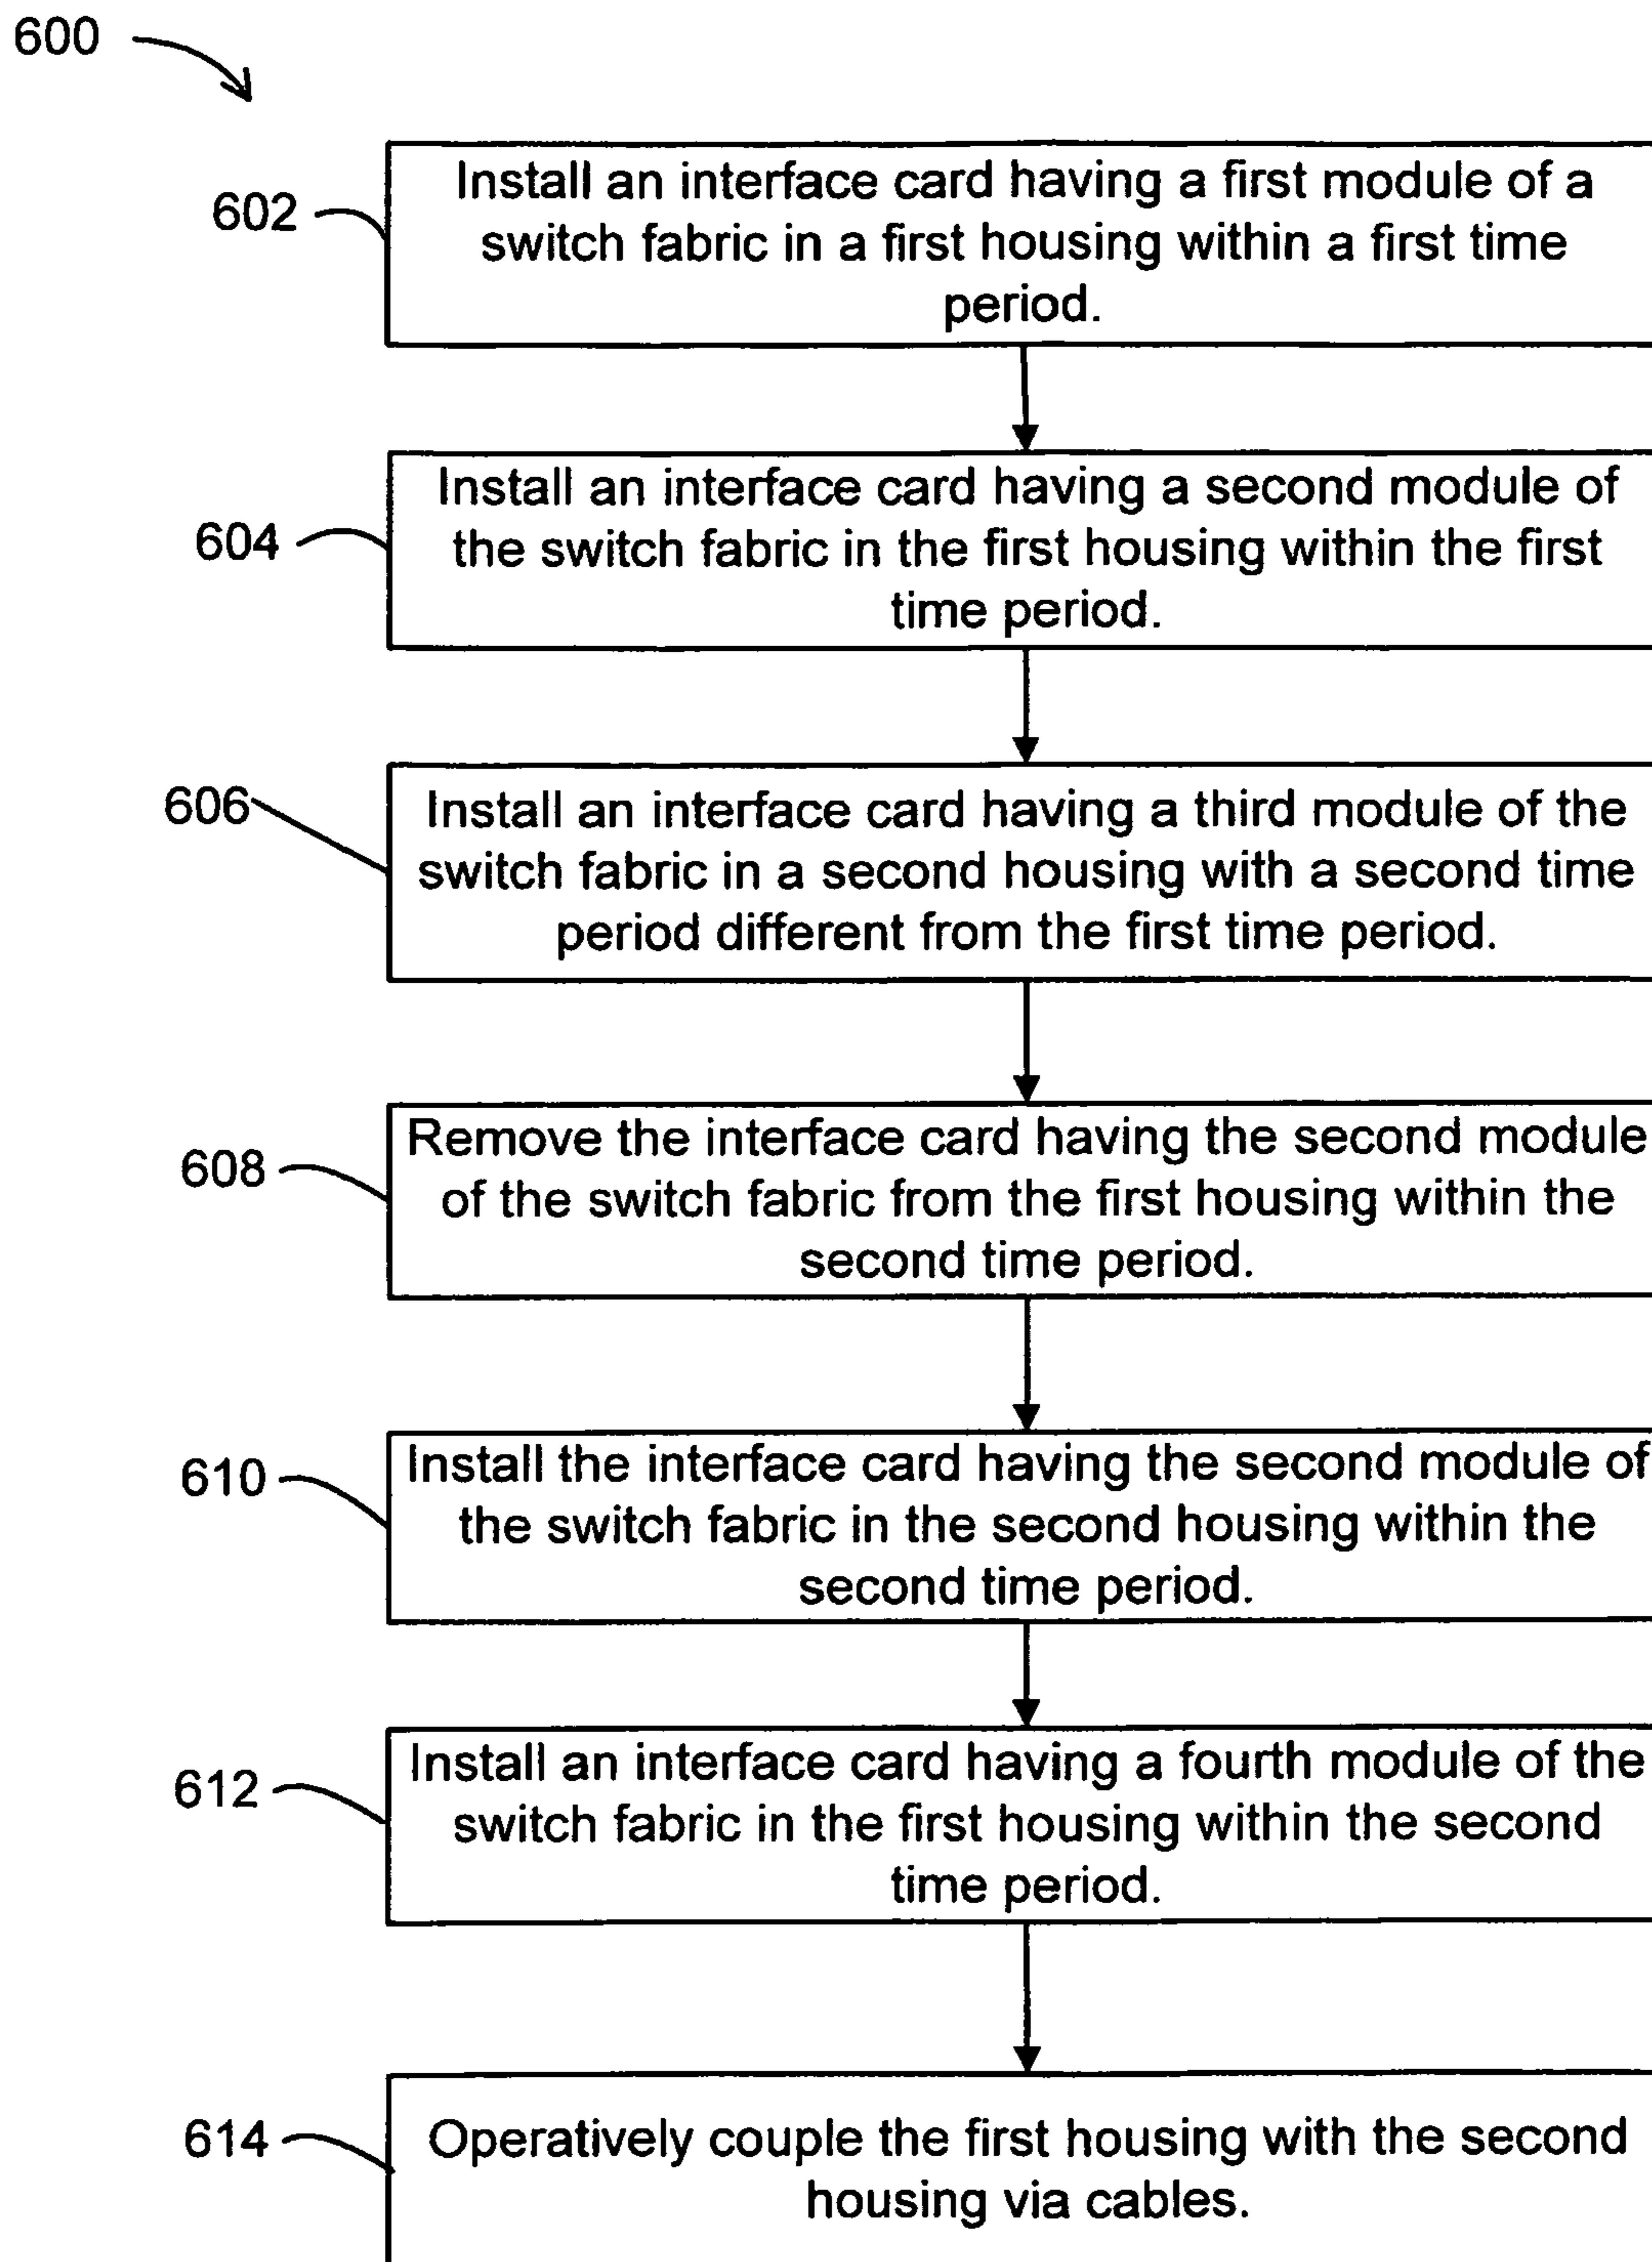 600
602
Install an interface card having a first module of a
switch fabric in a first housing within a first time
period.
604
Install an interface card having a second module of
the switch fabric in the first housing within the first
time period.
606
Install an interface card having a third module of the
switch fabric in a second housing with a second time
period different from the first time period.
608
Remove the interface card having the second module
of the switch fabric from the first housing within the
second time period.
610
Install the interface card having the second module of
the switch fabric in the second housing within the
second time period.
612
Install an interface card having a fourth module of the
switch fabric in the first housing within the second
time period.
614
Operatively couple the first housing with the second
housing via cables.